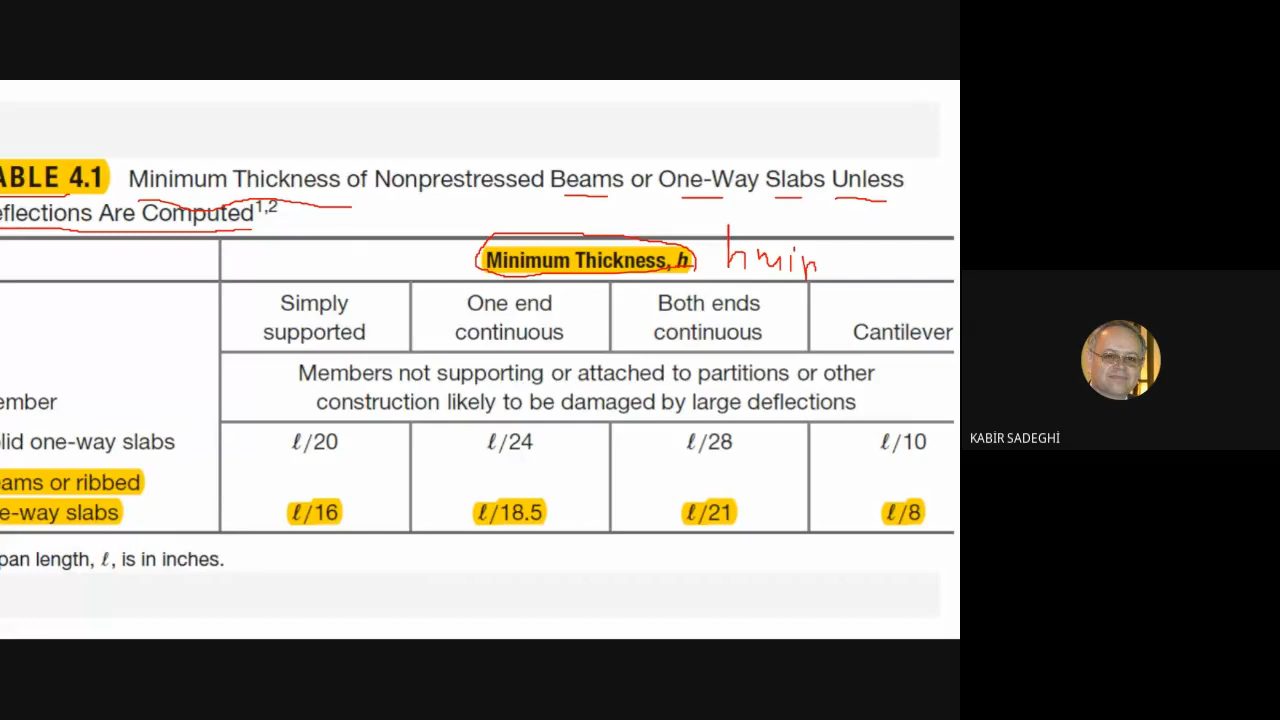 ABLE 4.1 Minimum Thickness of Nonprestressed Beams or One-Way Slabs Unless
eflections Are Computed1,2
Minimum Thickness, h h min
Simply supported One end continuous Both ends continuous Cantilever
Members not supporting or attached to partitions or other
ember construction likely to be damaged by large deflections
lid one-way slabs ℓ/20 ℓ/24 ℓ/28 ℓ/10
ams or ribbed
e-way slabs ℓ/16 ℓ/18.5 ℓ/21 ℓ/8
pan length, ℓ, is in inches.
KABİR SADEGHİ